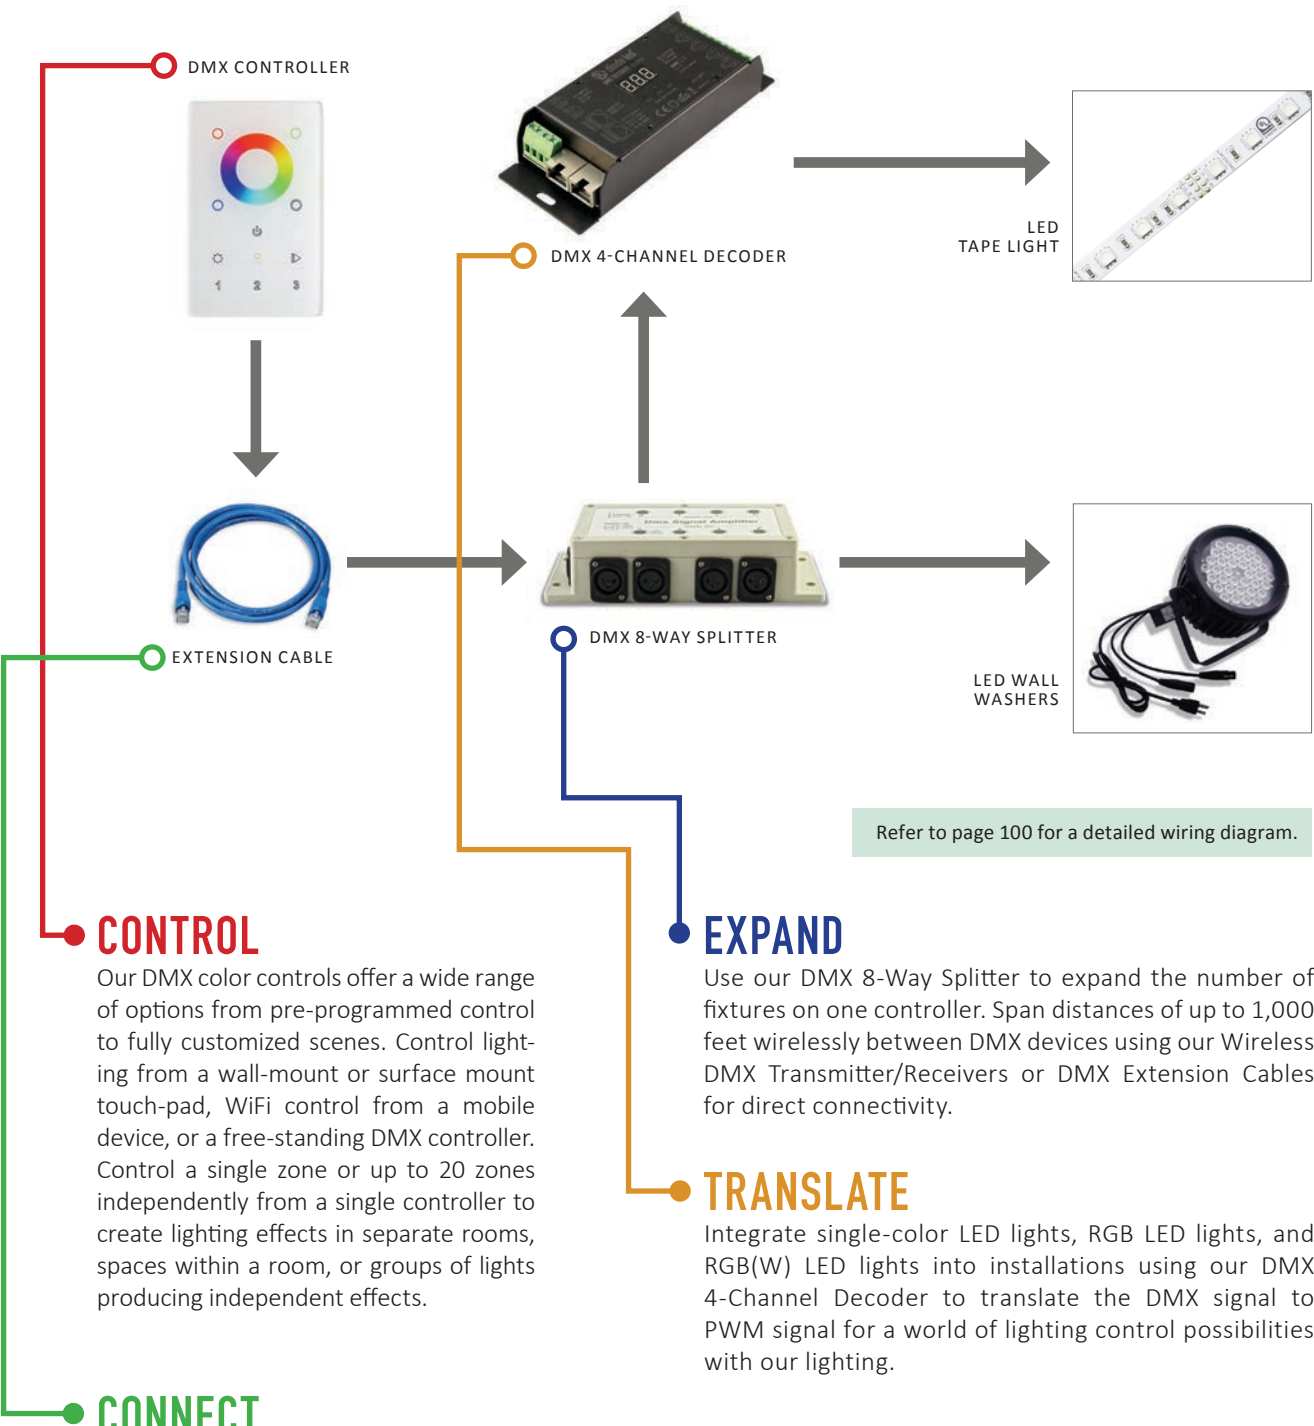 DMX CONTROLLER
1 2 3
DMX 4-CHANNEL DECODER
LED
TAPE LIGHT
Dmx Signal Amplifier
EXTENSION CABLE
DMX 8-WAY SPLITTER
LED WALL
WASHERS
Refer to page 100 for a detailed wiring diagram.
CONTROL
Our DMX color controls offer a wide range
of options from pre-programmed control
to fully customized scenes. Control light-
ing from a wall-mount or surface mount
touch-pad, WiFi control from a mobile
device, or a free-standing DMX controller.
Control a single zone or up to 20 zones
independently from a single controller to
create lighting effects in separate rooms,
spaces within a room, or groups of lights
producing independent effects.
EXPAND
Use our DMX 8-Way Splitter to expand the number of
fixtures on one controller. Span distances of up to 1,000
feet wirelessly between DMX devices using our Wireless
DMX Transmitter/Receivers or DMX Extension Cables
for direct connectivity.
TRANSLATE
Integrate single-color LED lights, RGB LED lights, and
RGB(W) LED lights into installations using our DMX
4-Channel Decoder to translate the DMX signal to
PWM signal for a world of lighting control possibilities
with our lighting.
CONNECT